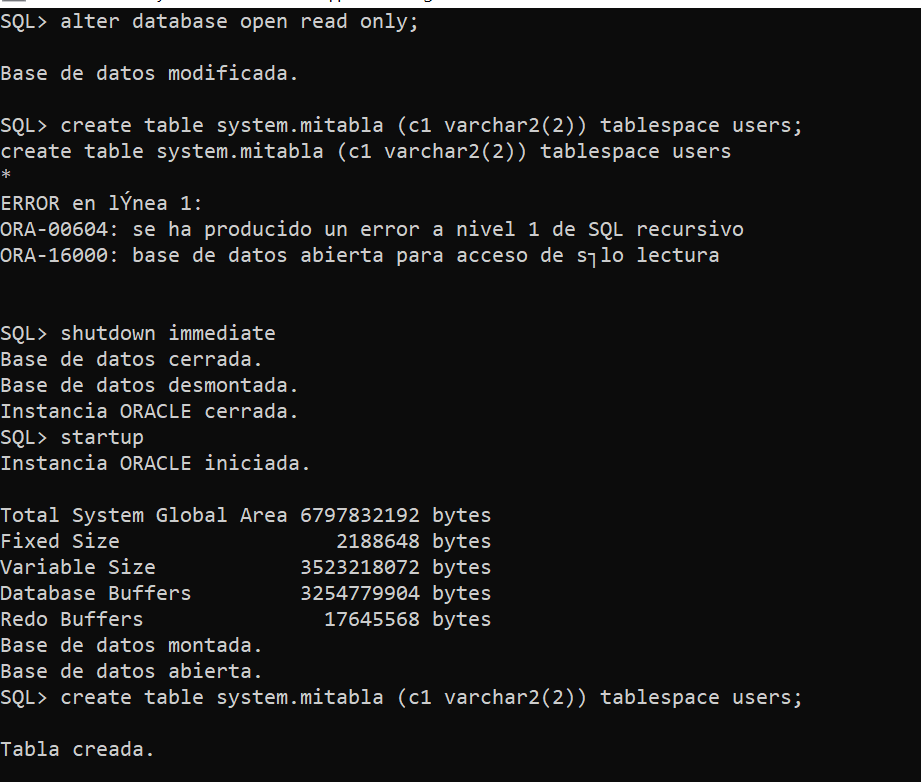 SQL> alter database open read only;
Base de datos modificada.
SQL> create table system.mitabla (c1 varchar2(2)) tablespace users;
create table system.mitabla (c1 varchar2(2)) tablespace users
*
ERROR en lÝnea 1:
ORA-00604: se ha producido un error a nivel 1 de SQL recursivo
ORA-16000: base de datos abierta para acceso de s┐lo lectura
SQL> shutdown immediate
Base de datos cerrada.
Base de datos desmontada.
Instancia ORACLE cerrada.
SQL> startup
Instancia ORACLE iniciada.
Total System Global Area 6797832192 bytes
Fixed Size                  2188648 bytes
Variable Size            3523218072 bytes
Database Buffers         3254779904 bytes
Redo Buffers               17645568 bytes
Base de datos montada.
Base de datos abierta.
SQL> create table system.mitabla (c1 varchar2(2)) tablespace users;
Tabla creada.